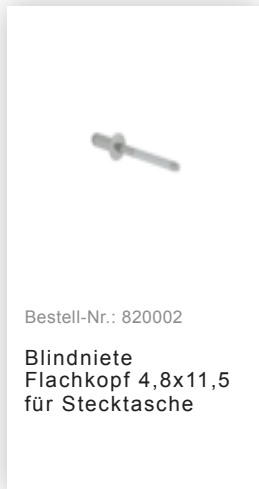 Bestell-Nr.: 820002
Blindniete
Flachkopf 4,8x11,5
für Stecktasche